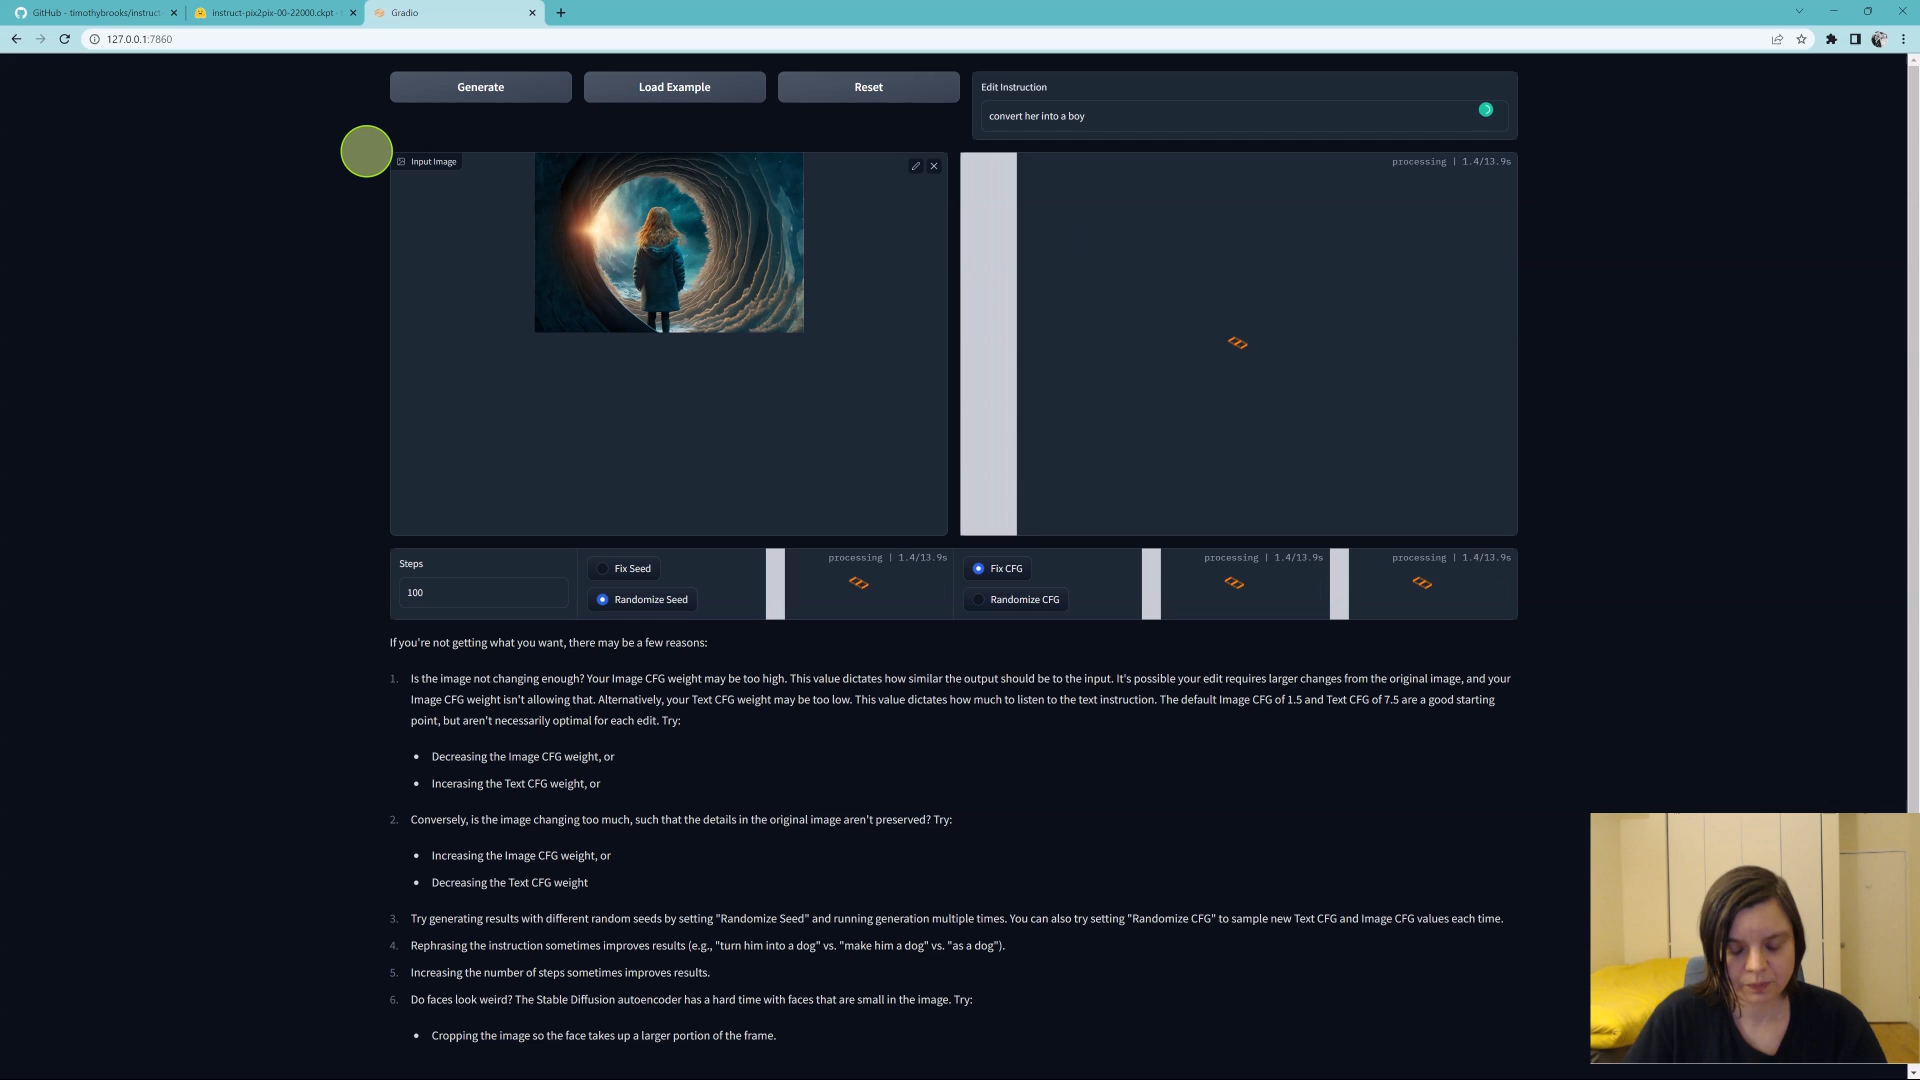 GitHub - timothybrooks/instruct
instruct-pix2pix-00-22000.ckpt -
Gradio
127.0.0.1:7860
Generate
Load Example
Reset
Edit Instruction
convert her into a boy
Input Image
processing | 1.4/13.9s
Steps
100
Fix Seed
Randomize Seed
processing | 1.4/13.9s
Fix CFG
Randomize CFG
processing | 1.4/13.9s
processing | 1.4/13.9s
If you're not getting what you want, there may be a few reasons:
1. Is the image not changing enough? Your Image CFG weight may be too high. This value dictates how similar the output should be to the input. It's possible your edit requires larger changes from the original image, and your
Image CFG weight isn't allowing that. Alternatively, your Text CFG weight may be too low. This value dictates how much to listen to the text instruction. The default Image CFG of 1.5 and Text CFG of 7.5 are a good starting
point, but aren't necessarily optimal for each edit. Try:
• Decreasing the Image CFG weight, or
• Incerasing the Text CFG weight, or
2. Conversely, is the image changing too much, such that the details in the original image aren't preserved? Try:
• Increasing the Image CFG weight, or
• Decreasing the Text CFG weight
3. Try generating results with different random seeds by setting "Randomize Seed" and running generation multiple times. You can also try setting "Randomize CFG" to sample new Text CFG and Image CFG values each time.
4. Rephrasing the instruction sometimes improves results (e.g., "turn him into a dog" vs. "make him a dog" vs. "as a dog").
5. Increasing the number of steps sometimes improves results.
6. Do faces look weird? The Stable Diffusion autoencoder has a hard time with faces that are small in the image. Try:
• Cropping the image so the face takes up a larger portion of the frame.